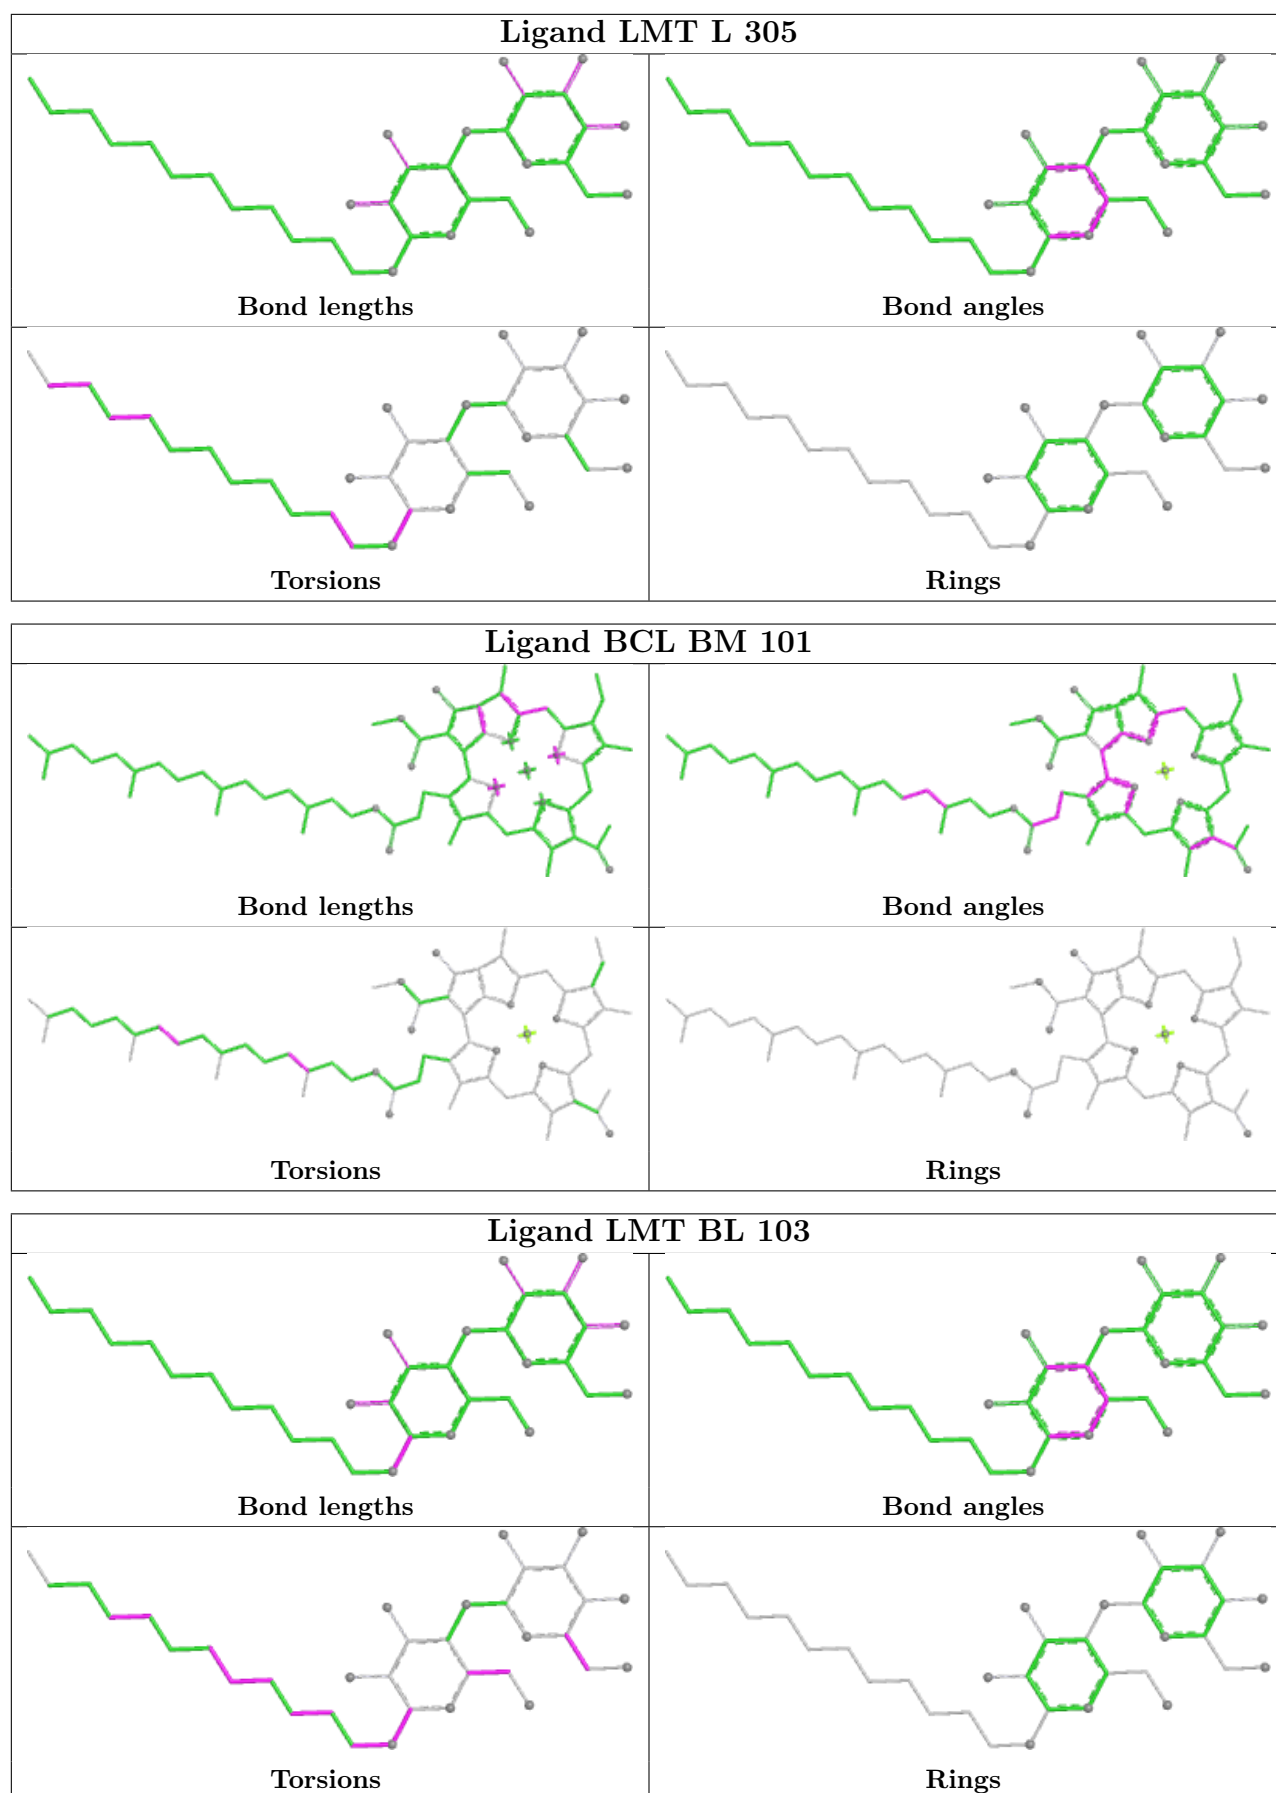 Ligand LMT L 305
Bond lengths
Bond angles
Torsions
Rings
Ligand BCL BM 101
Bond lengths
Bond angles
Torsions
Rings
Ligand LMT BL 103
Bond lengths
Bond angles
Torsions
Rings